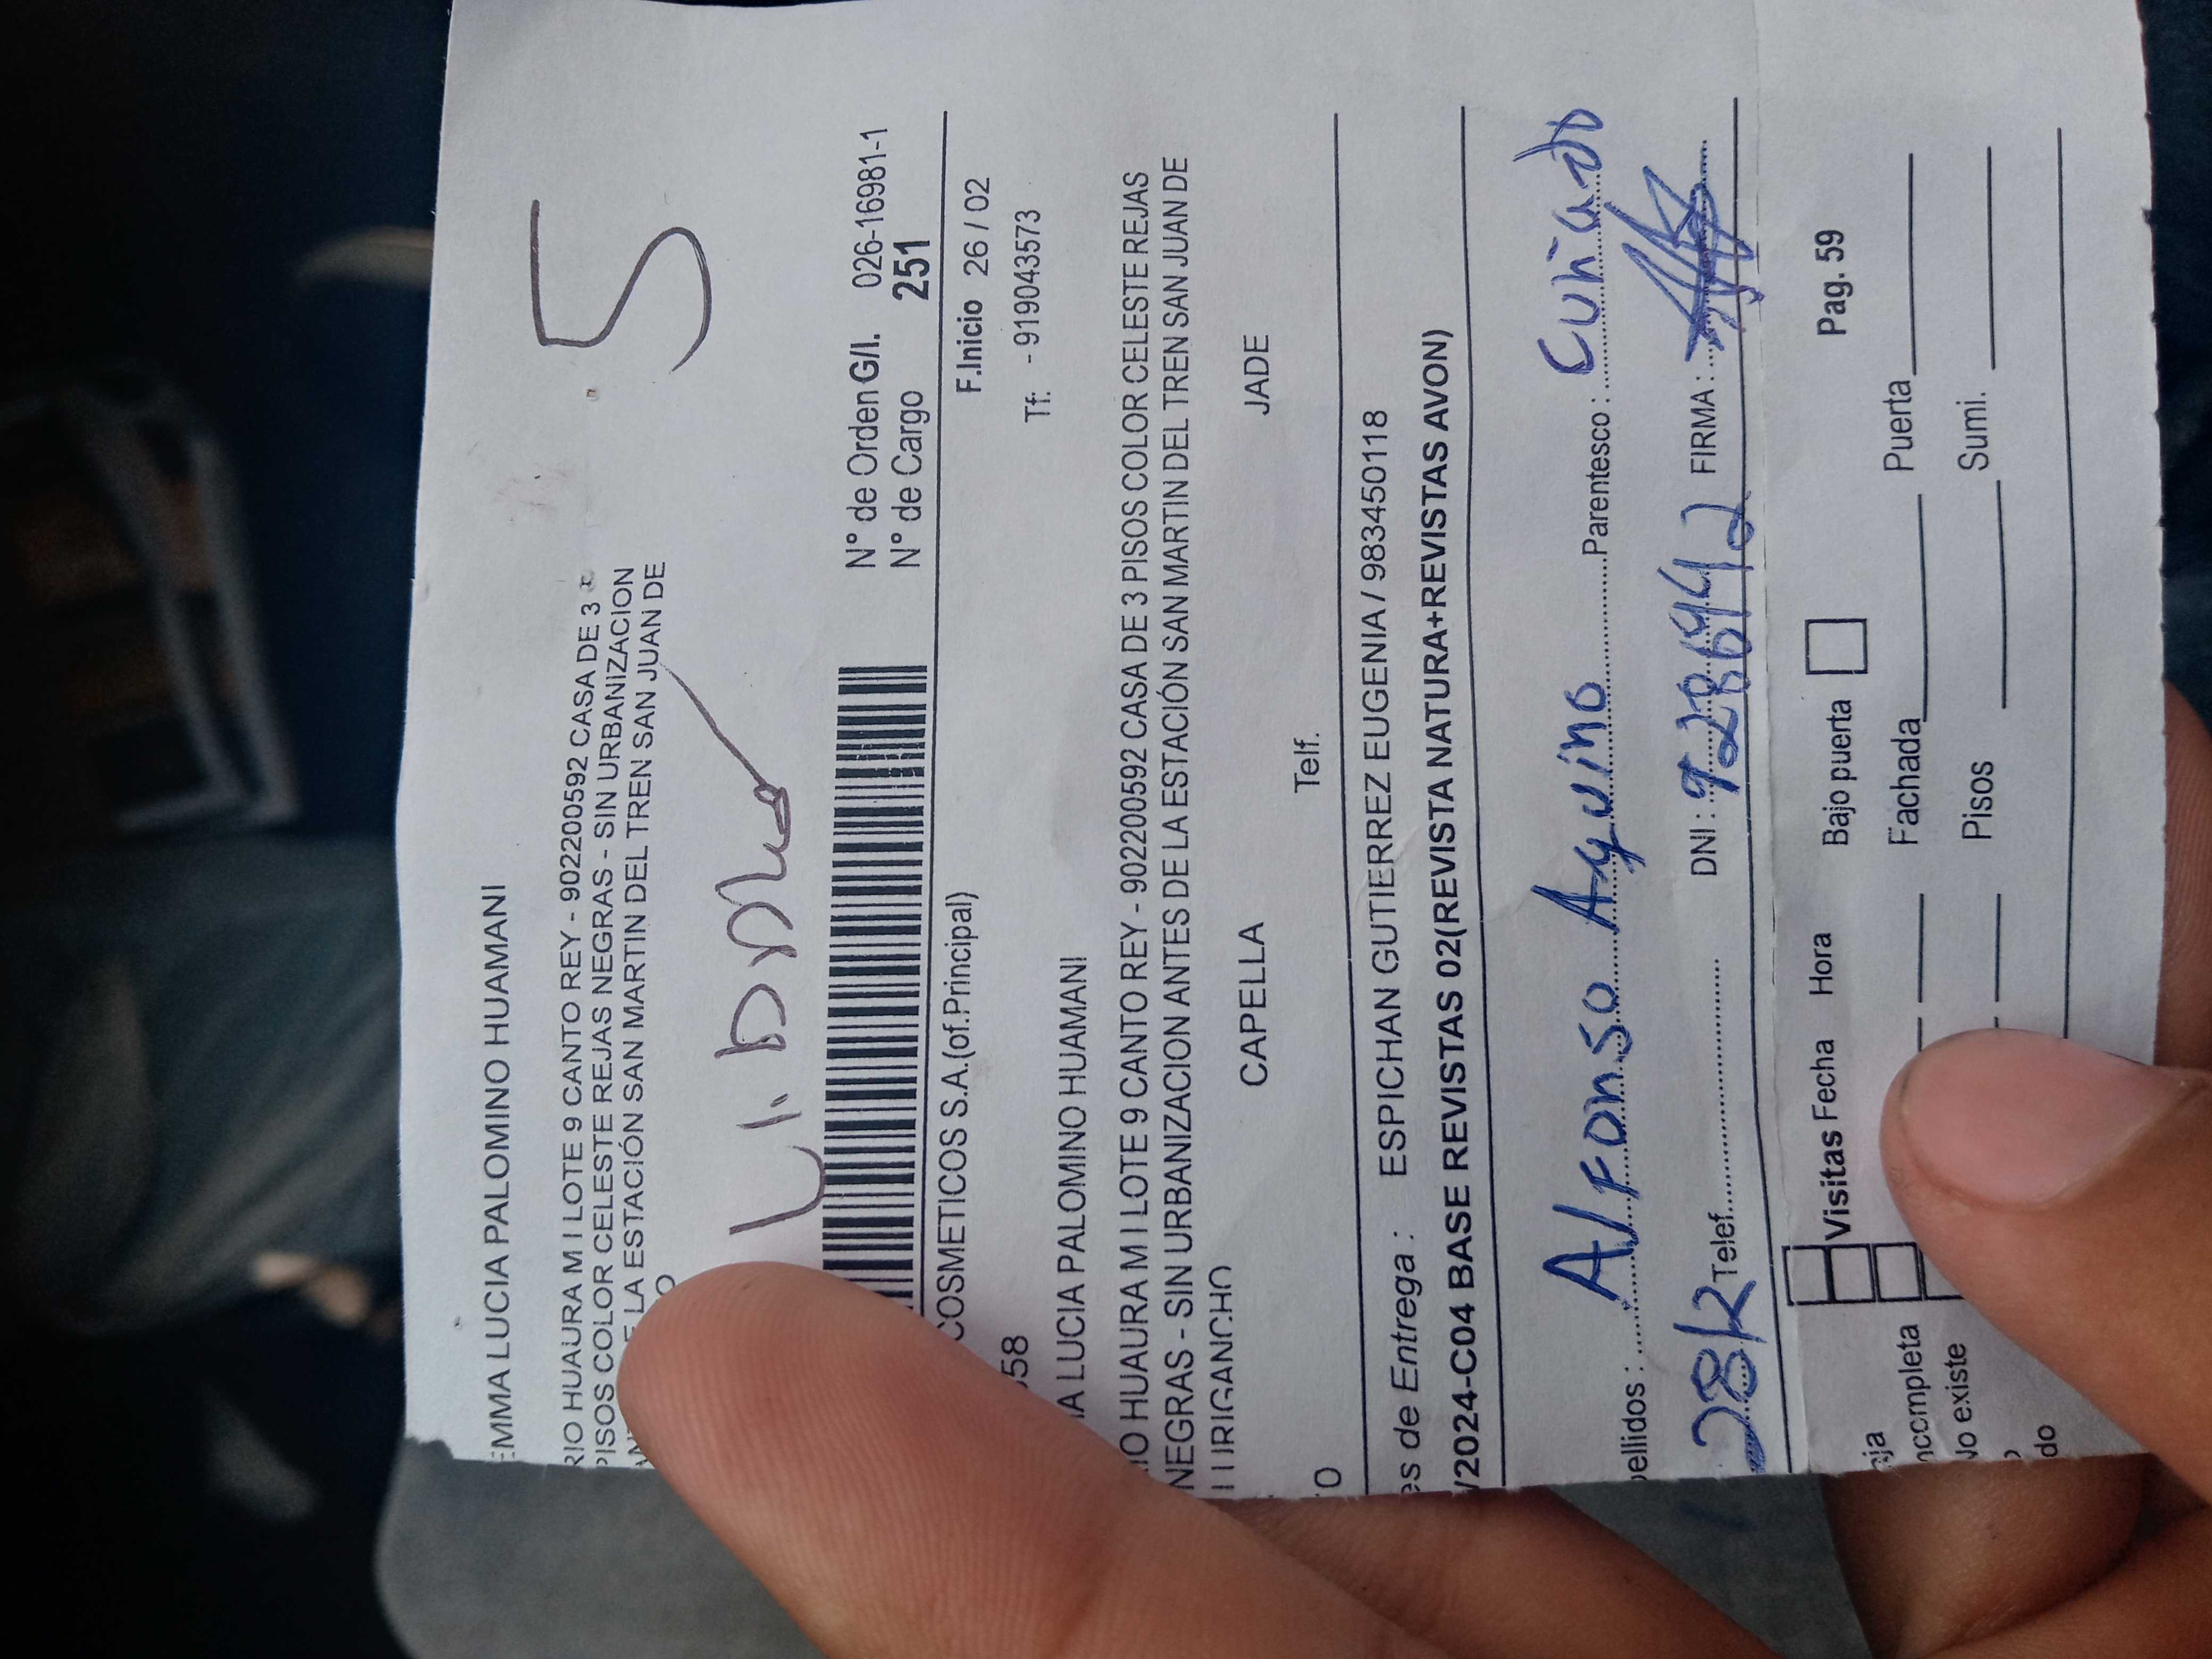 EMMA LUCIA PALOMINO HUAMANI
5
RIO HUAURA M I LOTE 9 CANTO REY - 902200592 CASA DE 3
PISOS COLOR CELESTE REJAS NEGRAS - SIN URBANIZACION
LA ESTACIÓN SAN MARTIN DEL TREN SAN JUAN DE
O
N° de Orden G/I. 026-16981-1
N° de Cargo 251
COSMETICOS S.A.(of.Principal)
F.Inicio 26 / 02
58
Tf: - 919043573
A LUCIA PALOMINO HUAMANI
IO HUAURA M I LOTE 9 CANTO REY - 902200592 CASA DE 3 PISOS COLOR CELESTE REJAS
NEGRAS - SIN URBANIZACION ANTES DE LA ESTACIÓN SAN MARTIN DEL TREN SAN JUAN DE
LURIGANCHO
CAPELLA JADE
TO Telf.
es de Entrega : ESPICHAN GUTIERREZ EUGENIA / 983450118
/2024-C04 BASE REVISTAS 02(REVISTA NATURA+REVISTAS AVON)
pellidos : Alfonso Aquino Parentesco : Cuñado
28/2 Telef. DNI : FIRMA :
Visitas Fecha Hora Bajo puerta Pag. 59
ja
ncompleta Fachada Puerta
No existe Pisos Sumi.
do